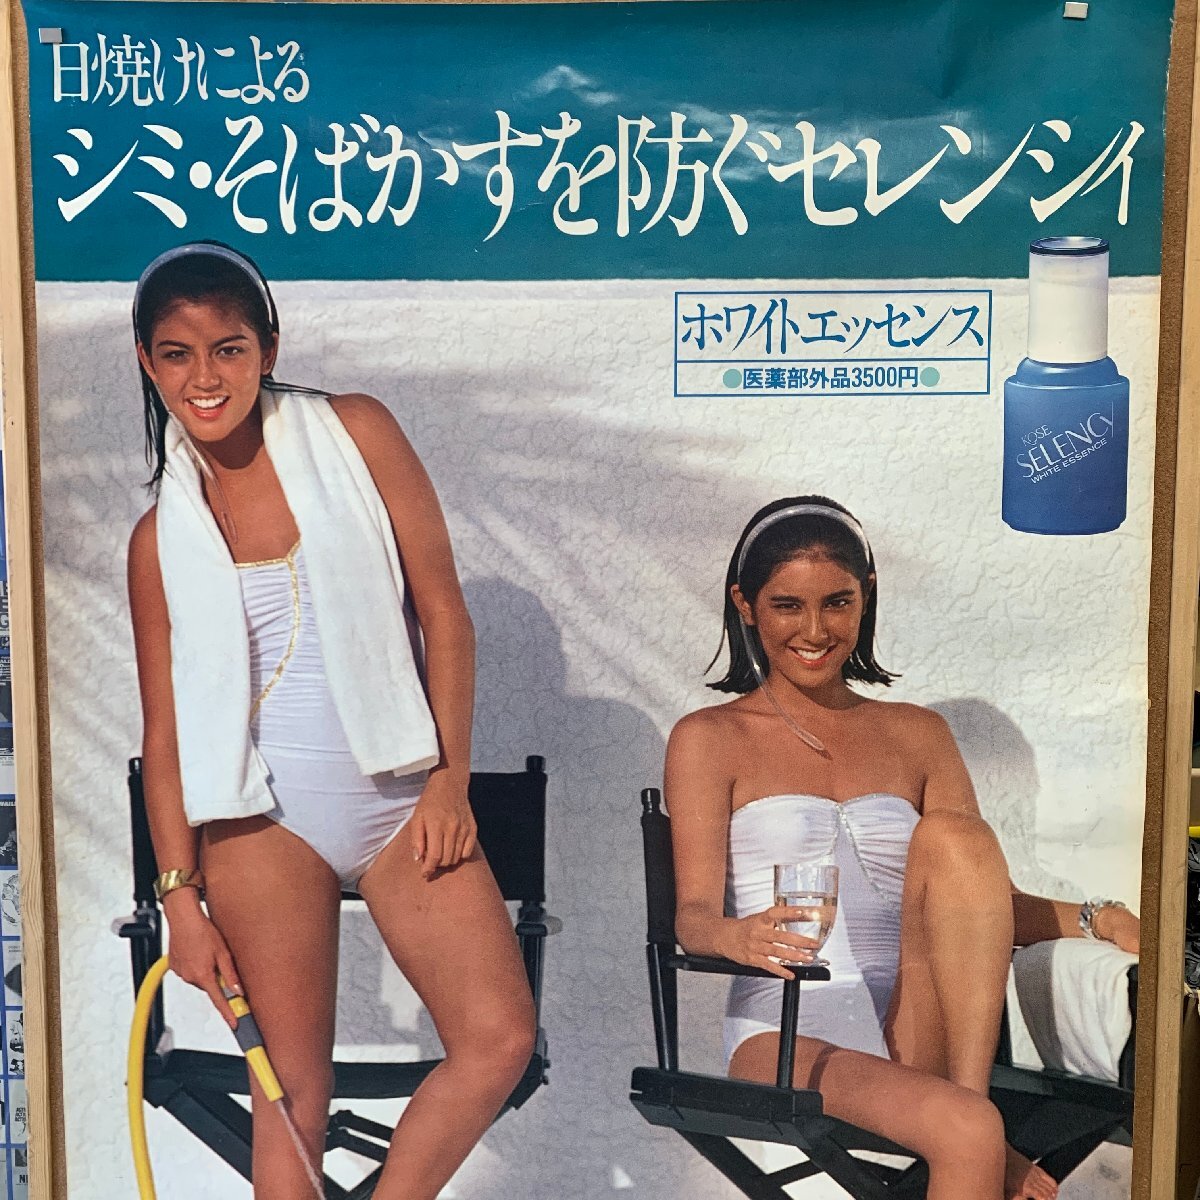 日焼けによる
シミ・そばかすを防ぐセレンシィ
ホワイトエッセンス
●医薬部外品3500円●
KOSÉ
SELENCY
WHITE ESSENCE